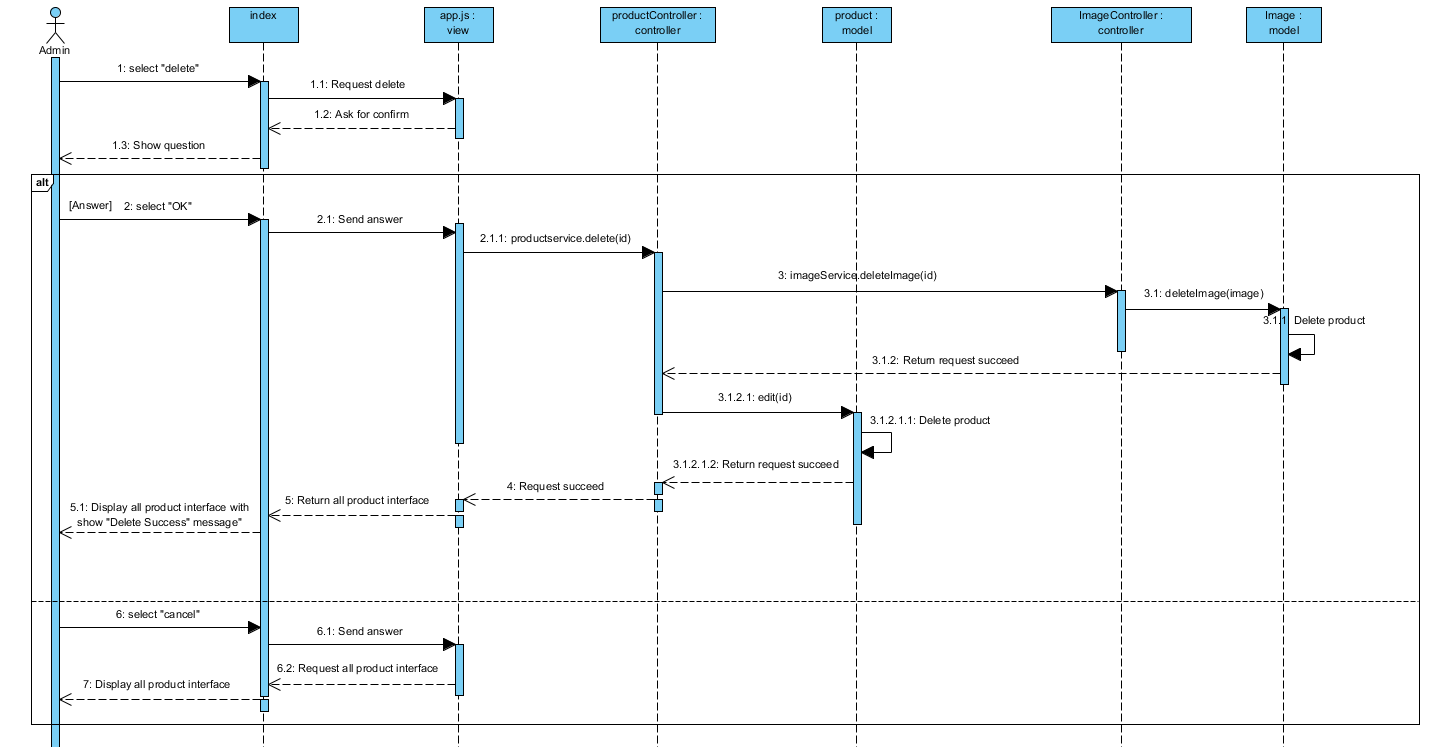 index
app.js :
view
productController :
controller
product :
model
ImageController :
controller
Image :
model
Admin
1: select "delete"
1.1: Request delete
1.2: Ask for confirm
1.3: Show question
alt
[Answer]
2: select "OK"
2.1: Send answer
2.1.1: productservice.delete(id)
3: imageService.deleteImage(id)
3.1: deleteImage(image)
3.1.1: Delete product
3.1.2: Return request succeed
3.1.2.1: edit(id)
3.1.2.1.1: Delete product
3.1.2.1.2: Return request succeed
4: Request succeed
5: Return all product interface
5.1: Display all product interface with
show "Delete Success" message"
6: select "cancel"
6.1: Send answer
6.2: Request all product interface
7: Display all product interface